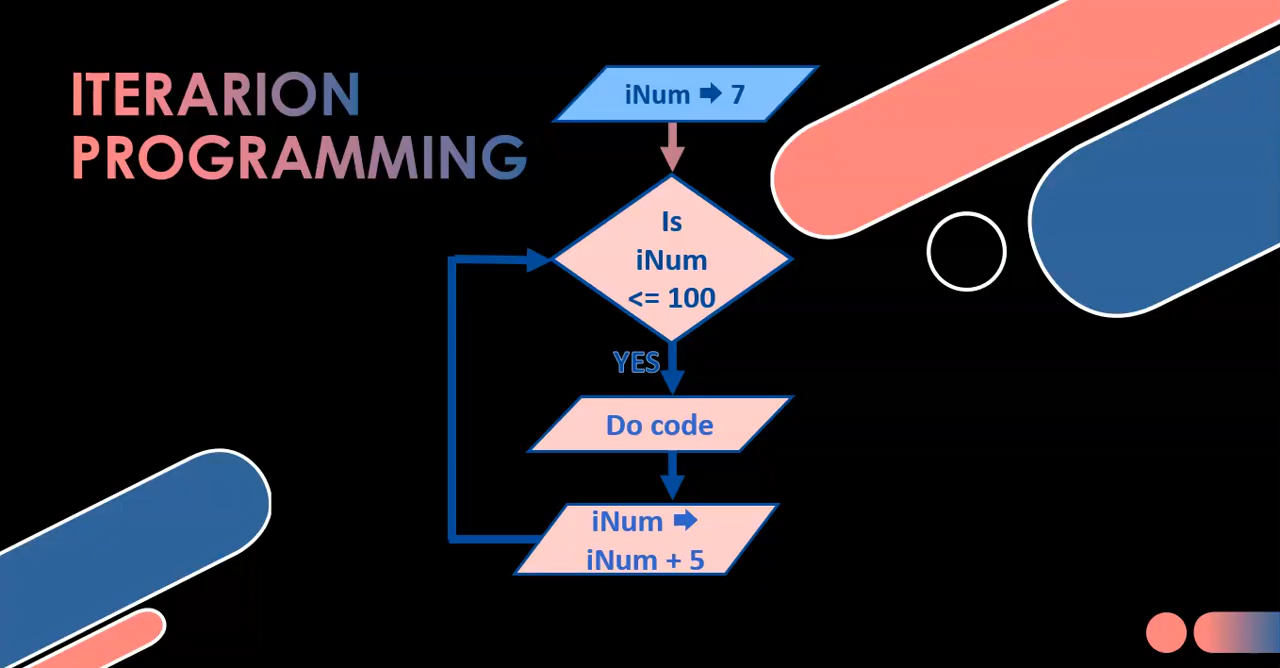 ITERARION
PROGRAMMING
iNum 🡆 7
Is
iNum
<= 100
YES
Do code
iNum 🡆
iNum + 5